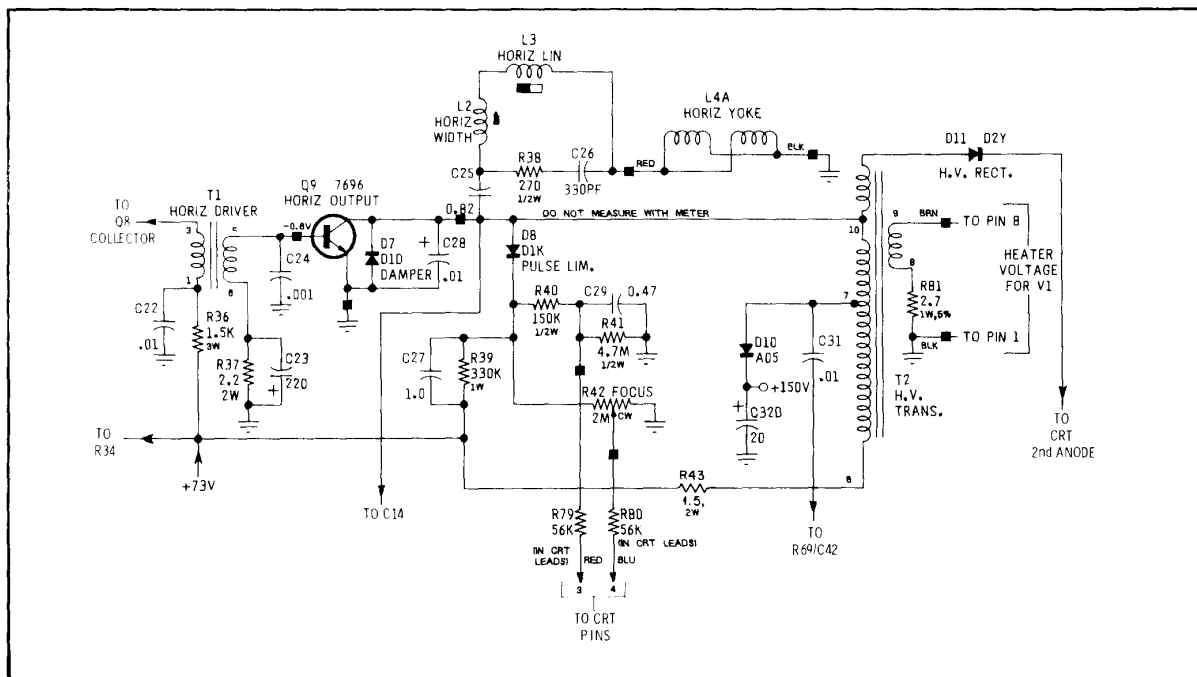 L3
HORIZ LIN
L2
HORIZ
WIDTH
L4A
HORIZ YOKE
RED
BLK
D11 D2Y
H.V. RECT.
C25
0.82
R38
270
1/2W
C26
330PF
Q9 7696
HORIZ OUTPUT
T1
HORIZ DRIVER
TO
Q8
COLLECTOR
3
5
1
6
-0.6V
DO NOT MEASURE WITH METER
D7
D1D
DAMPER
+
C28
.01
D8
D1K
PULSE LIM.
C24
.001
C22
.01
R36
1.5K
3W
R37
2.2
2W
C23
220
+
R40
150K
1/2W
C29 0.47
R41
4.7M
1/2W
C27
1.0
R39
330K
1W
R42 FOCUS
2M CW
10
9
BRN
TO PIN 8
8
R81
2.7
1W,5%
BLK
TO PIN 1
HEATER
VOLTAGE
FOR V1
7
D10
A05
C31
.01
+150V
+
C32D
20
T2
H.V.
TRANS.
TO
CRT
2nd ANODE
TO
R34
+73V
TO C14
R43
1.5,
2W
6
R79
56K
R80
56K
(IN CRT
LEADS)
RED
(IN CRT LEADS)
BLU
3 4
TO CRT
PINS
TO
R69/C42